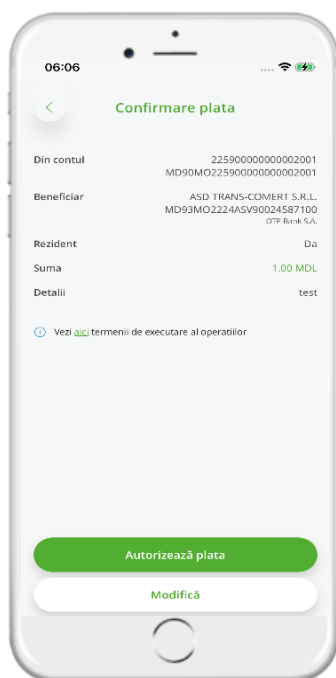 06:06
Confirmare plata
Din contul
225900000000002001
MD90MO225900000000002001
Beneficiar
ASD TRANS-COMERT S.R.L.
MD93MO2224ASV90024587100
OTP Bank S.A.
Rezident
Da
Suma
1.00 MDL
Detalii
test
Vezi aici termenii de executare al operatiilor
Autorizează plata
Modifică